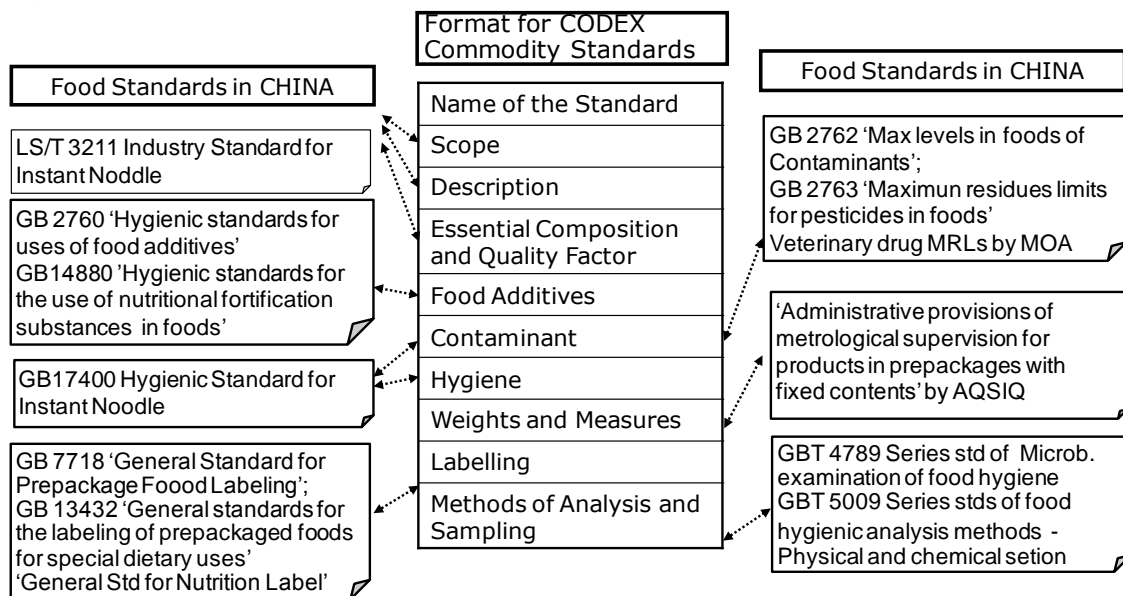 Format for CODEX
Commodity Standards
Food Standards in CHINA
LS/T 3211 Industry Standard for
Instant Noddle
GB 2760 ‘Hygienic standards for
uses of food additives’
GB14880 ’Hygienic standards for
the use of nutritional fortification
substances in foods’
GB17400 Hygienic Standard for
Instant Noodle
GB 7718 ‘General Standard for
Prepackage Foood Labeling’;
GB 13432 ‘General standards for
the labeling of prepackaged foods
for special dietary uses’
‘General Std for Nutrition Label’
Name of the Standard
Scope
Description
Essential Composition
and Quality Factor
Food Additives
Contaminant
Hygiene
Weights and Measures
Labelling
Methods of Analysis and
Sampling
Food Standards in CHINA
GB 2762 ‘Max levels in foods of
Contaminants’;
GB 2763 ‘Maximun residues limits
for pesticides in foods’
Veterinary drug MRLs by MOA
‘Administrative provisions of
metrological supervision for
products in prepackages with
fixed contents’ by AQSIQ
GBT 4789 Series std of Microb.
examination of food hygiene
GBT 5009 Series stds of food
hygienic analysis methods -
Physical and chemical setion